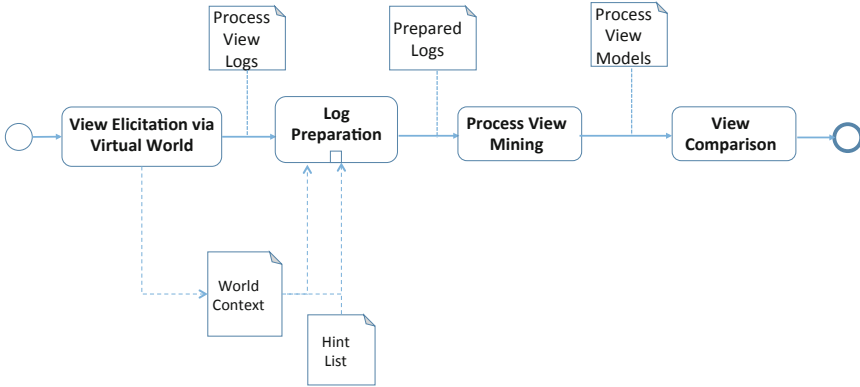 Process
View
Logs
Prepared
Logs
Process
View
Models
View Elicitation via
Virtual World
Log
Preparation
Process View
Mining
View
Comparison
World
Context
Hint
List